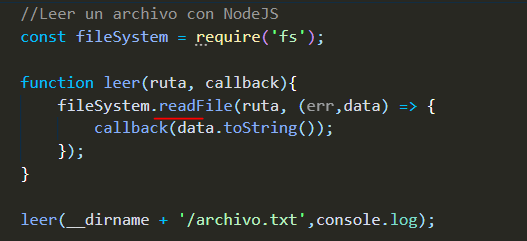 //Leer un archivo con NodeJS
const fileSystem = require('fs');
function leer(ruta, callback){
fileSystem.readFile(ruta, (err,data) => {
callback(data.toString());
});
}
leer(__dirname + '/archivo.txt',console.log);